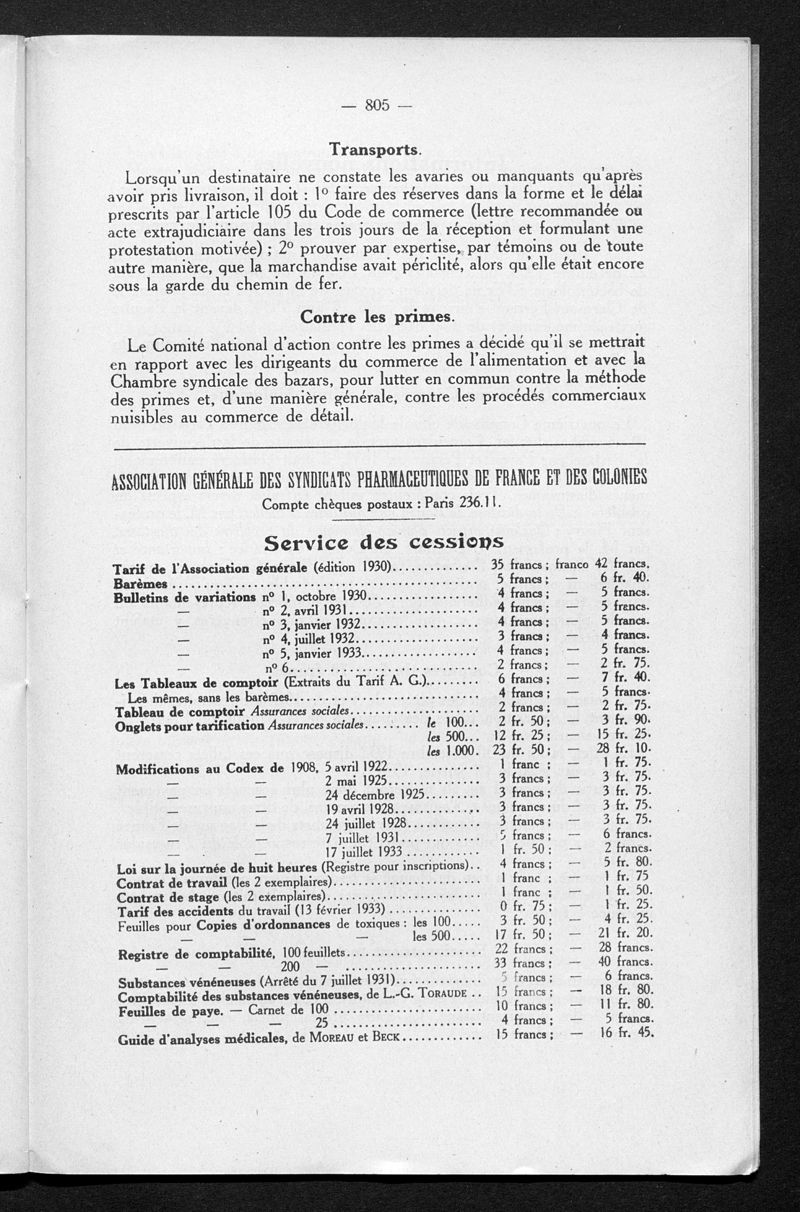 — 805 —
Transports.
Lorsqu'un destinataire ne constate les avaries ou manquants qu'après
avoir pris livraison, il doit : 1º faire des réserves dans la forme et le délai
prescrits par l'article 105 du Code de commerce (lettre recommandée ou
acte extrajudiciaire dans les trois jours de la réception et formulant une
protestation motivée) ; 2º prouver par expertise, par témoins ou de toute
autre manière, que la marchandise avait périclité, alors qu'elle était encore
sous la garde du chemin de fer.
Contre les primes.
Le Comité national d'action contre les primes a décidé qu'il se mettrait
en rapport avec les dirigeants du commerce de l'alimentation et avec la
Chambre syndicale des bazars, pour lutter en commun contre la méthode
des primes et, d'une manière générale, contre les procédés commerciaux
nuisibles au commerce de détail.
ASSOCIATION GÉNÉRALE DES SYNDICATS PHARMACEUTIQUES DE FRANCE ET DES COLONIES
Compte chèques postaux : Paris 236.11.
Service des cessions
Tarif de l'Association générale (édition 1930).............. 35 francs ; franco 42 francs.
Barèmes .................................................. 5 francs ; — 6 fr. 40.
Bulletins de variations nº 1, octobre 1930.................. 4 francs ; — 5 francs.
— nº 2, avril 1931..................... 4 francs ; — 5 francs.
— nº 3, janvier 1932................... 4 francs ; — 5 francs.
— nº 4, juillet 1932.................... 3 francs ; — 4 francs.
— nº 5, janvier 1933................... 4 francs ; — 5 francs.
— nº 6............................... 2 francs ; — 2 fr. 75.
Les Tableaux de comptoir (Extraits du Tarif A. G.)......... 6 francs ; — 7 fr. 40.
Les mêmes, sans les barèmes............................... 4 francs ; — 5 francs.
Tableau de comptoir Assurances sociales..................... 2 francs ; — 2 fr. 75.
Onglets pour tarification Assurances sociales......... le 100... 2 fr. 50 ; — 3 fr. 90.
les 500... 12 fr. 25 ; — 15 fr. 25.
les 1.000. 23 fr. 50 ; — 28 fr. 10.
Modifications au Codex de 1908, 5 avril 1922............... 1 franc ; — 1 fr. 75.
— — 2 mai 1925............... 3 francs ; — 3 fr. 75.
— — 24 décembre 1925......... 3 francs ; — 3 fr. 75.
— — 19 avril 1928.............. 3 francs ; — 3 fr. 75.
— — 24 juillet 1928............ 3 francs ; — 3 fr. 75.
— — 7 juillet 1931............. 5 francs ; — 6 francs.
— — 17 juillet 1933 ............ 1 fr. 50 ; — 2 francs.
Loi sur la journée de huit heures (Registre pour inscriptions).. 4 francs ; — 5 fr. 80.
Contrat de travail (les 2 exemplaires)........................ 1 franc ; — 1 fr. 75
Contrat de stage (les 2 exemplaires)......................... 1 franc ; — 1 fr. 50.
Tarif des accidents du travail (13 février 1933) ............... 0 fr. 75 ; — 1 fr. 25.
Feuilles pour Copies d'ordonnances de toxiques : les 100..... 3 fr. 50 ; — 4 fr. 25.
— — — les 500..... 17 fr. 50 ; — 21 fr. 20.
Registre de comptabilité, 100 feuillets...................... 22 francs ; — 28 francs.
— — 200 — ...................... 33 francs ; — 40 francs.
Substances vénéneuses (Arrêté du 7 juillet 1931).............. 5 francs ; — 6 francs.
Comptabilité des substances vénéneuses, de L.-G. TORAUDE .. 15 francs ; — 18 fr. 80.
Feuilles de paye. — Carnet de 100 ........................ 10 francs ; — 11 fr. 80.
— — — 25 ........................ 4 francs ; — 5 francs.
Guide d'analyses médicales, de MOREAU et BECK............. 15 francs ; — 16 fr. 45.